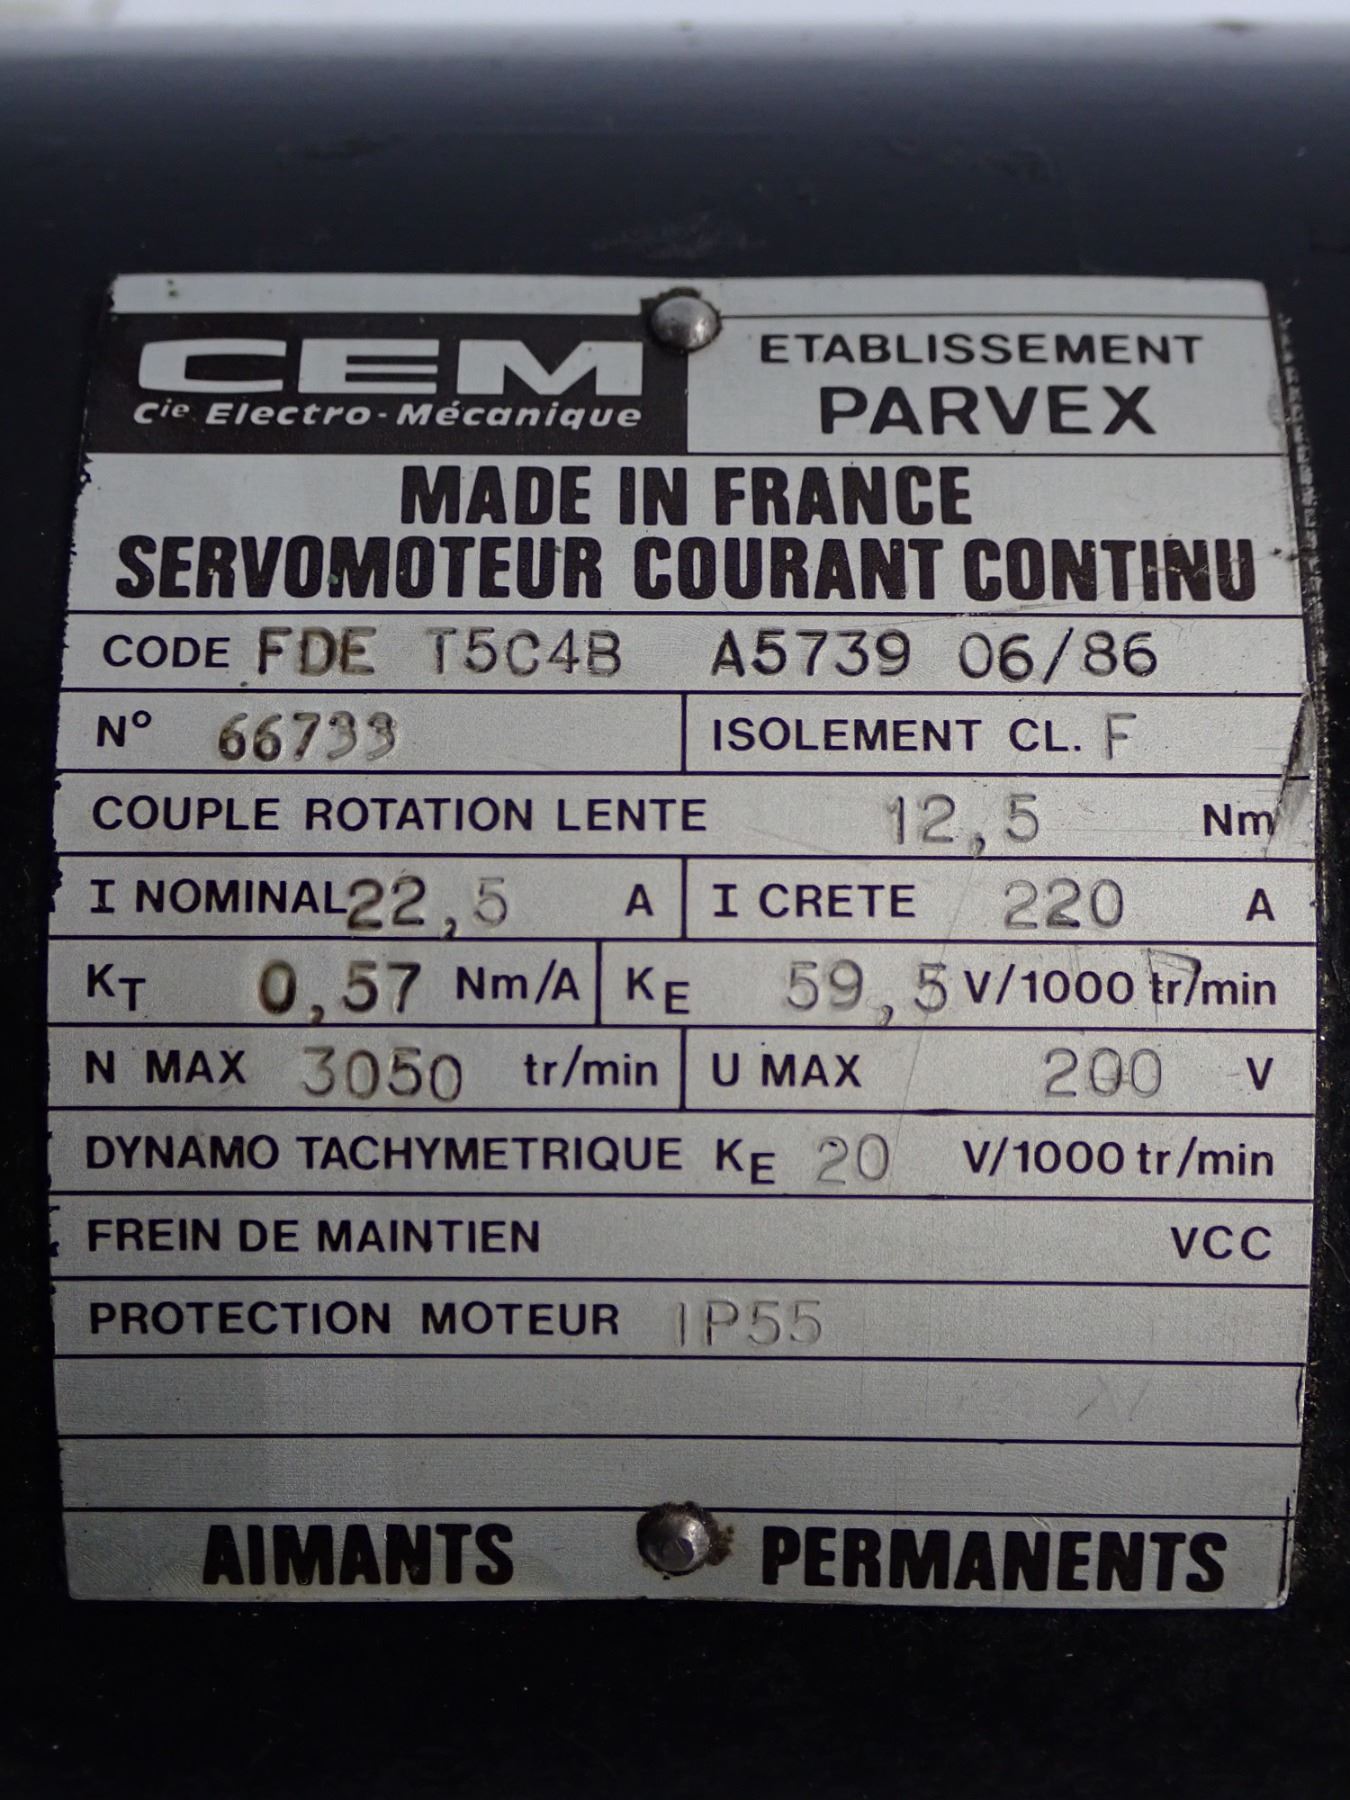 CEM
Cie Electro-Mécanique
ETABLISSEMENT
PARVEX
MADE IN FRANCE
SERVOMOTEUR COURANT CONTINU
CODE FDE T5C4B A5739 06/86
N° 66733 ISOLEMENT CL. F
COUPLE ROTATION LENTE 12,5 Nm
I NOMINAL 22,5 A I CRETE 220 A
KT 0,57 Nm/A KE 59,5 V/1000 tr/min
N MAX 3050 tr/min U MAX 200 V
DYNAMO TACHYMETRIQUE KE 20 V/1000 tr/min
FREIN DE MAINTIEN VCC
PROTECTION MOTEUR IP55
AIMANTS PERMANENTS